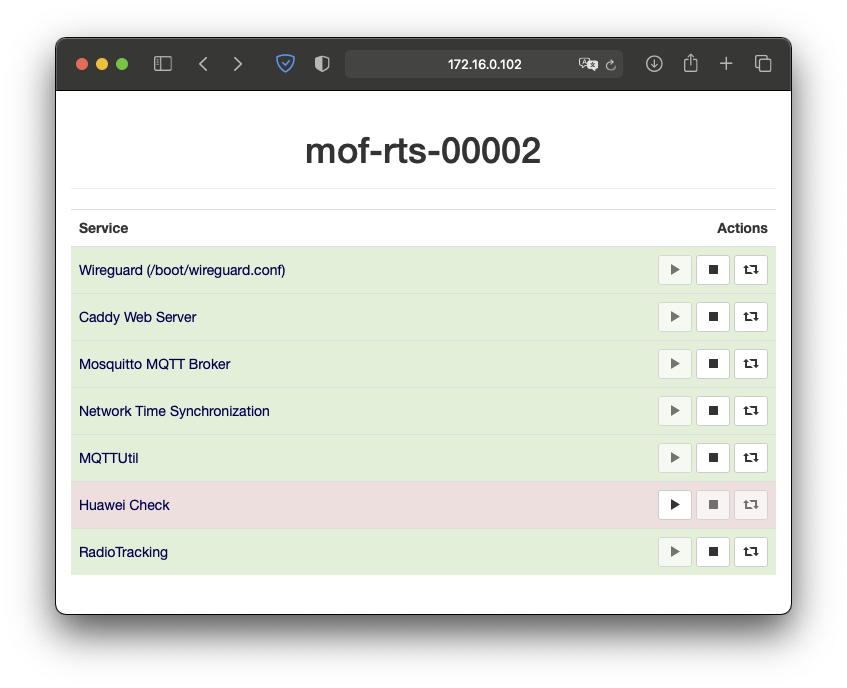 172.16.0.102
mof-rts-00002
Service Actions
Wireguard (/boot/wireguard.conf)
Caddy Web Server
Mosquitto MQTT Broker
Network Time Synchronization
MQTTUtil
Huawei Check
RadioTracking